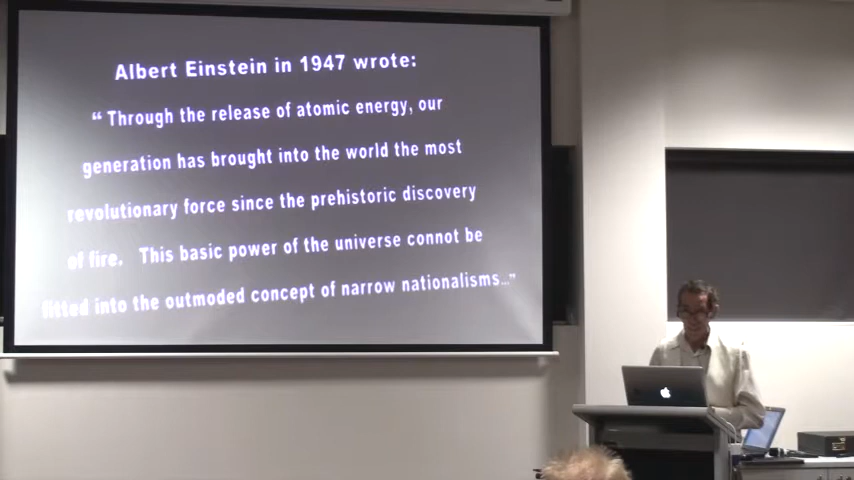 Albert Einstein in 1947 wrote:
“ Through the release of atomic energy, our
generation has brought into the world the most
revolutionary force since the prehistoric discovery
of fire. This basic power of the universe connot be
fitted into the outmoded concept of narrow nationalisms...”